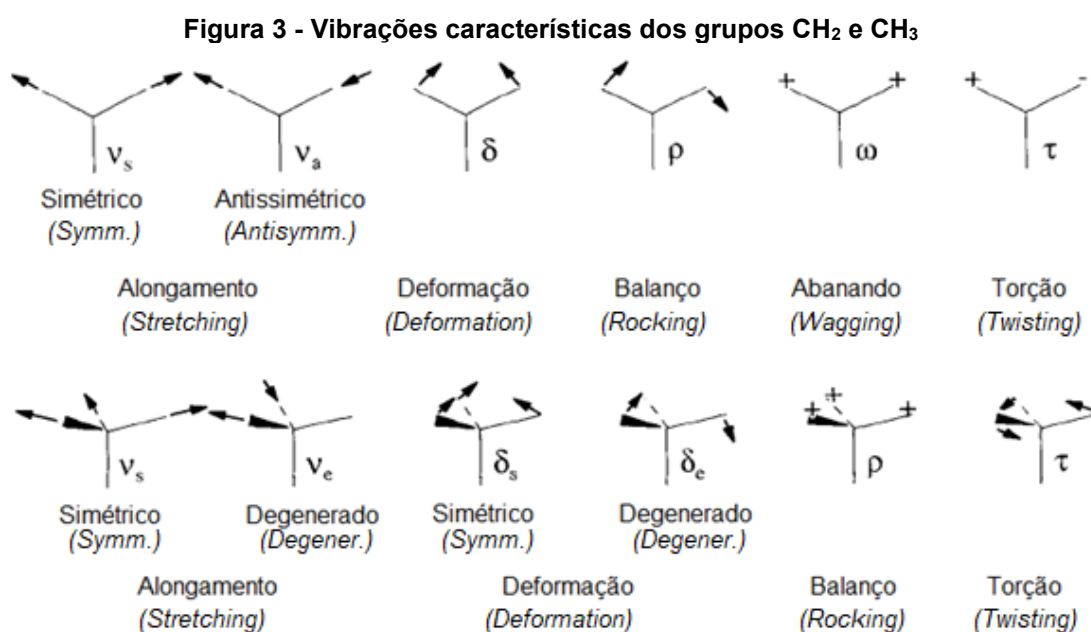 Figura 3 - Vibrações características dos grupos CH₂ e CH₃
+ + + -
νs νa δ ρ ω τ
Simétrico Antissimétrico
(Symm.) (Antisymm.)
Alongamento Deformação Balanço Abanando Torção
(Stretching) (Deformation) (Rocking) (Wagging) (Twisting)
+ + +
νs νe δs δe ρ τ
Simétrico Degenerado Simétrico Degenerado
(Symm.) (Degener.) (Symm.) (Degener.)
Alongamento Deformação Balanço Torção
(Stretching) (Deformation) (Rocking) (Twisting)